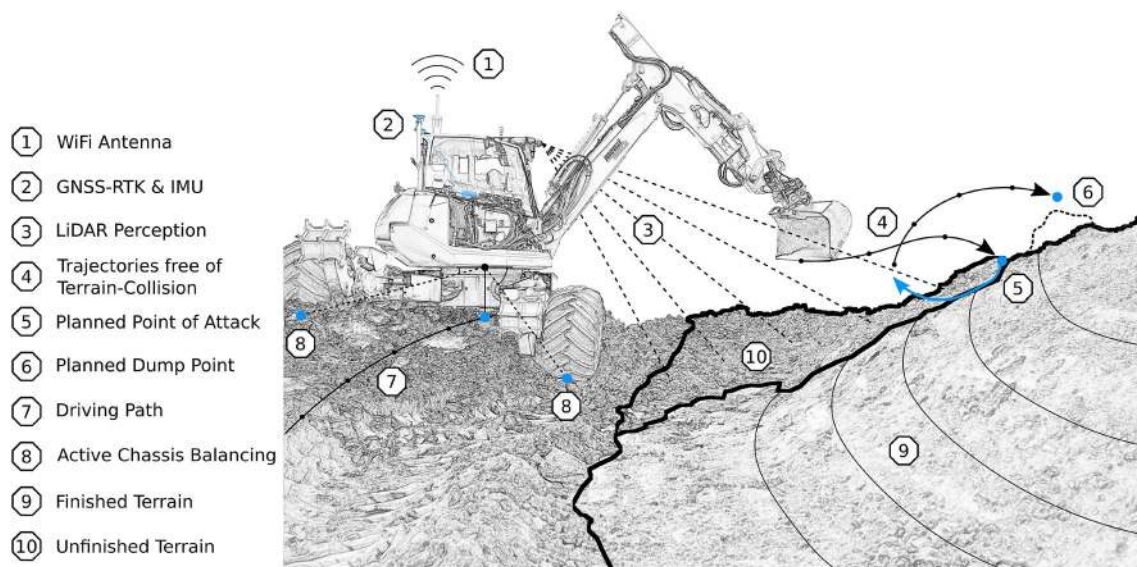 1 WiFi Antenna
2 GNSS-RTK & IMU
3 LiDAR Perception
4 Trajectories free of
Terrain-Collision
5 Planned Point of Attack
6 Planned Dump Point
7 Driving Path
8 Active Chassis Balancing
9 Finished Terrain
10 Unfinished Terrain
1
2
3
4
6
5
8
7
8
10
9